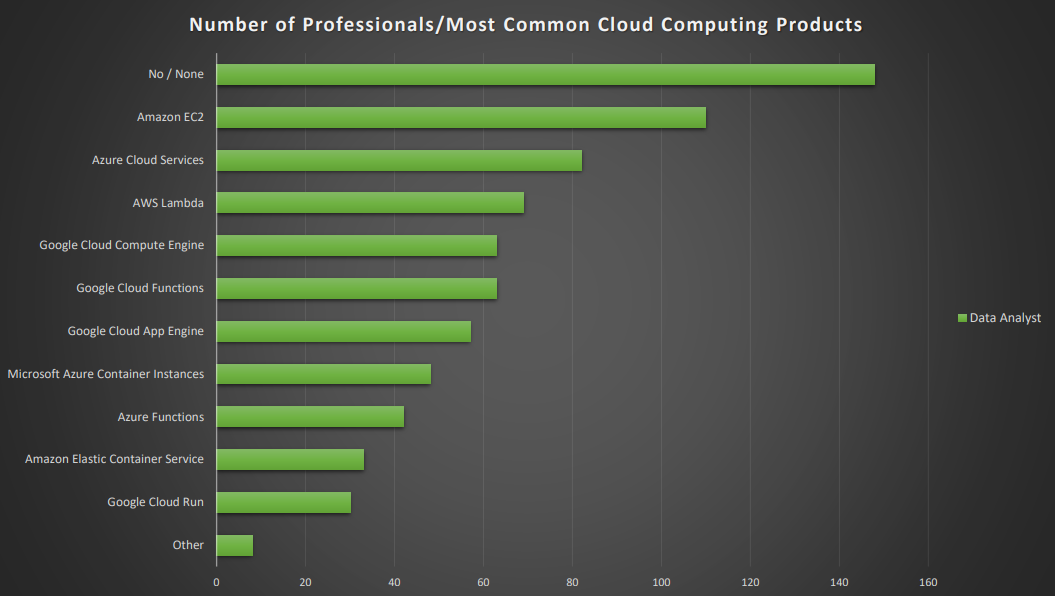 Number of Professionals/Most Common Cloud Computing Products
No / None
Amazon EC2
Azure Cloud Services
AWS Lambda
Google Cloud Compute Engine
Google Cloud Functions
Google Cloud App Engine
Microsoft Azure Container Instances
Azure Functions
Amazon Elastic Container Service
Google Cloud Run
Other
0 20 40 60 80 100 120 140 160
Data Analyst